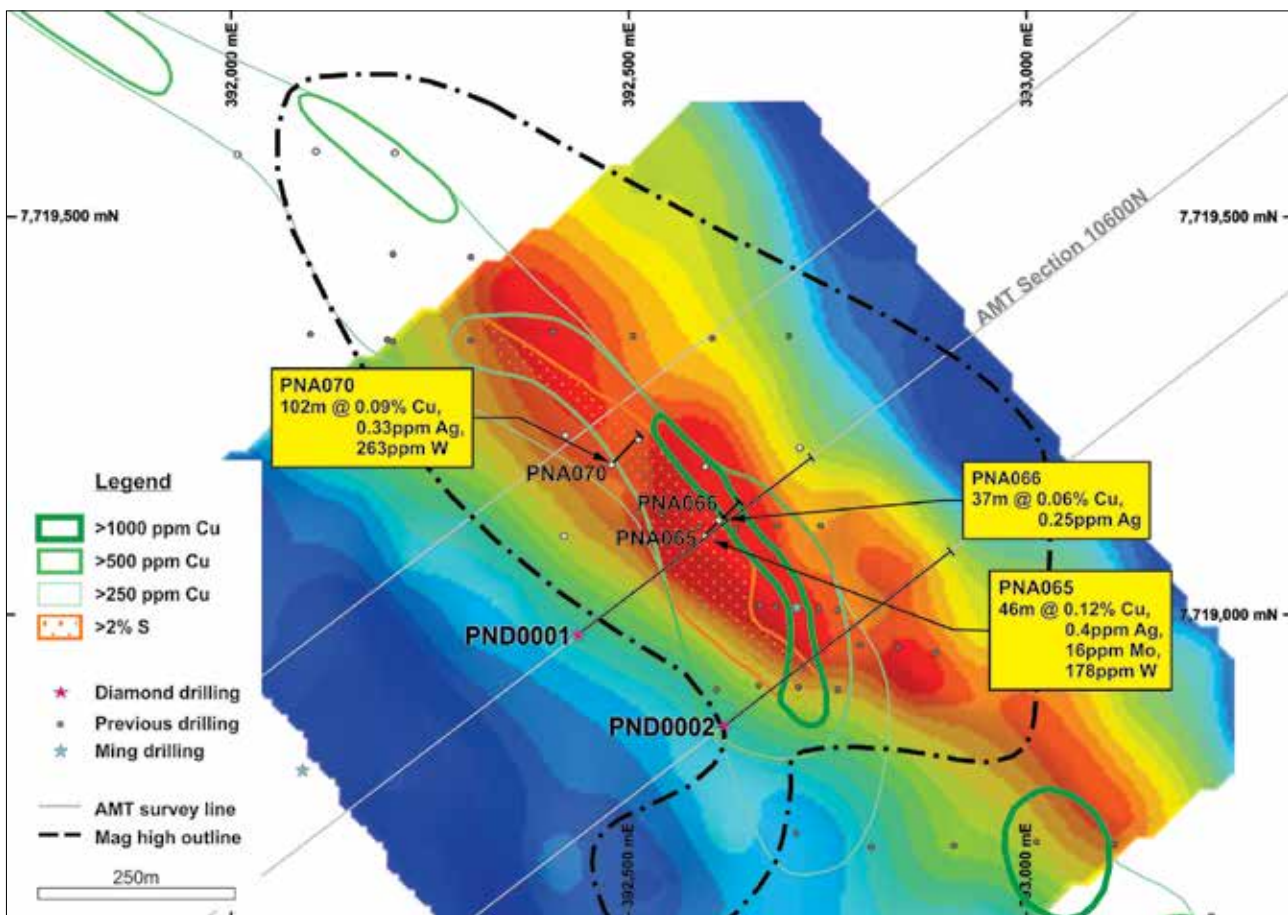 392,000 mE
392,500 mE
393,000 mE
7,719,500 mN
7,719,500 mN
AMT Section 10600N
PNA070
102m @ 0.09% Cu,
0.33ppm Ag,
263ppm W
PNA070
PNA066
PNA065
PNA066
37m @ 0.06% Cu,
0.25ppm Ag
PNA065
46m @ 0.12% Cu,
0.4ppm Ag,
16ppm Mo,
178ppm W
7,719,000 mN
PND0001
PND0002
Legend
>1000 ppm Cu
>500 ppm Cu
>250 ppm Cu
>2% S
Diamond drilling
Previous drilling
Ming drilling
AMT survey line
Mag high outline
250m
392,500 mE
393,000 mE